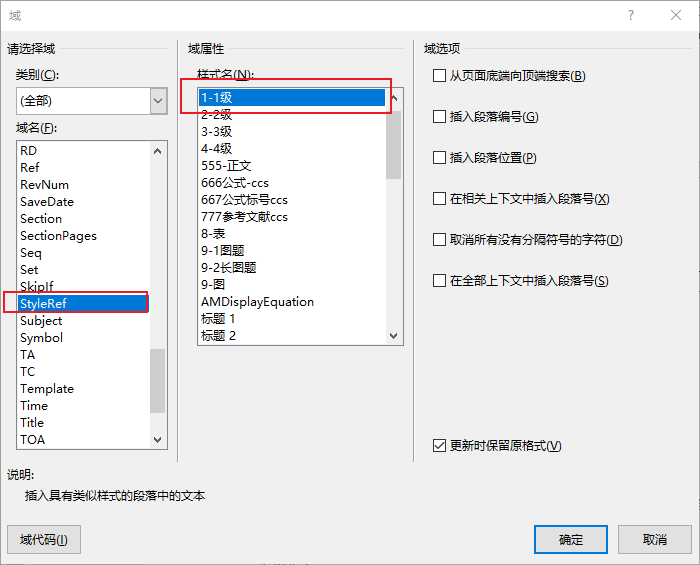 域
请选择域
类别(C):
(全部)
域名(F):
RD
Ref
RevNum
SaveDate
Section
SectionPages
Seq
Set
SkipIf
StyleRef
Subject
Symbol
TA
TC
Template
Time
Title
TOA
域属性
样式名(N):
1-1级
2-2级
3-3级
4-4级
555-正文
666公式-ccs
667公式标号ccs
777参考文献ccs
8-表
9-1图题
9-2长图题
9-图
AMDisplayEquation
标题 1
标题 2
域选项
从页面底端向顶端搜索(B)
插入段落编号(G)
插入段落位置(P)
在相关上下文中插入段落号(X)
取消所有没有分隔符号的字符(D)
在全部上下文中插入段落号(S)
更新时保留原格式(V)
说明:
插入具有类似样式的段落中的文本
域代码(I)
确定
取消